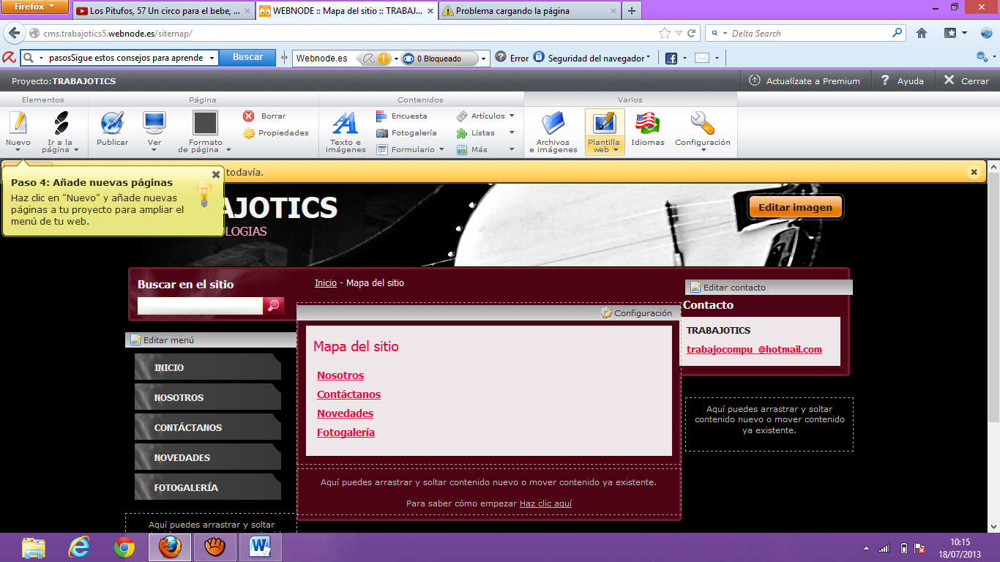 Firefox
Los Pitufos, 57 Un circo para el bebe, ...
WEBNODE :: Mapa del sitio :: TRABAJ...
Problema cargando la página
cms.trabajotics5.webnode.es/sitemap/
Delta Search
pasosSigue estos consejos para aprende
Buscar
Webnode.es
0 Bloqueado
Error
Seguridad del navegador
Proyecto:TRABAJOTICS
Actualízate a Premium
Ayuda
Cerrar
Elementos
Página
Contenidos
Varios
Nuevo
Ir a la página
Publicar
Ver
Formato de página
Borrar
Propiedades
Texto e imágenes
Encuesta
Fotogalería
Formulario
Artículos
Listas
Más
Archivos e imágenes
Plantilla web
Idiomas
Configuración
todavía.
Paso 4: Añade nuevas páginas
Haz clic en "Nuevo" y añade nuevas
páginas a tu proyecto para ampliar el
menú de tu web.
AJOTICS
LOGIAS
Editar imagen
Buscar en el sitio
Inicio - Mapa del sitio
Editar contacto
Contacto
TRABAJOTICS
trabajocompu_@hotmail.com
Configuración
Editar menú
INICIO
NOSOTROS
CONTÁCTANOS
NOVEDADES
FOTOGALERÍA
Mapa del sitio
Nosotros
Contáctanos
Novedades
Fotogalería
Aquí puedes arrastrar y soltar
contenido nuevo o mover contenido
ya existente.
Aquí puedes arrastrar y soltar contenido nuevo o mover contenido ya existente.
Para saber cómo empezar Haz clic aquí
Aquí puedes arrastrar y soltar
10:15
18/07/2013